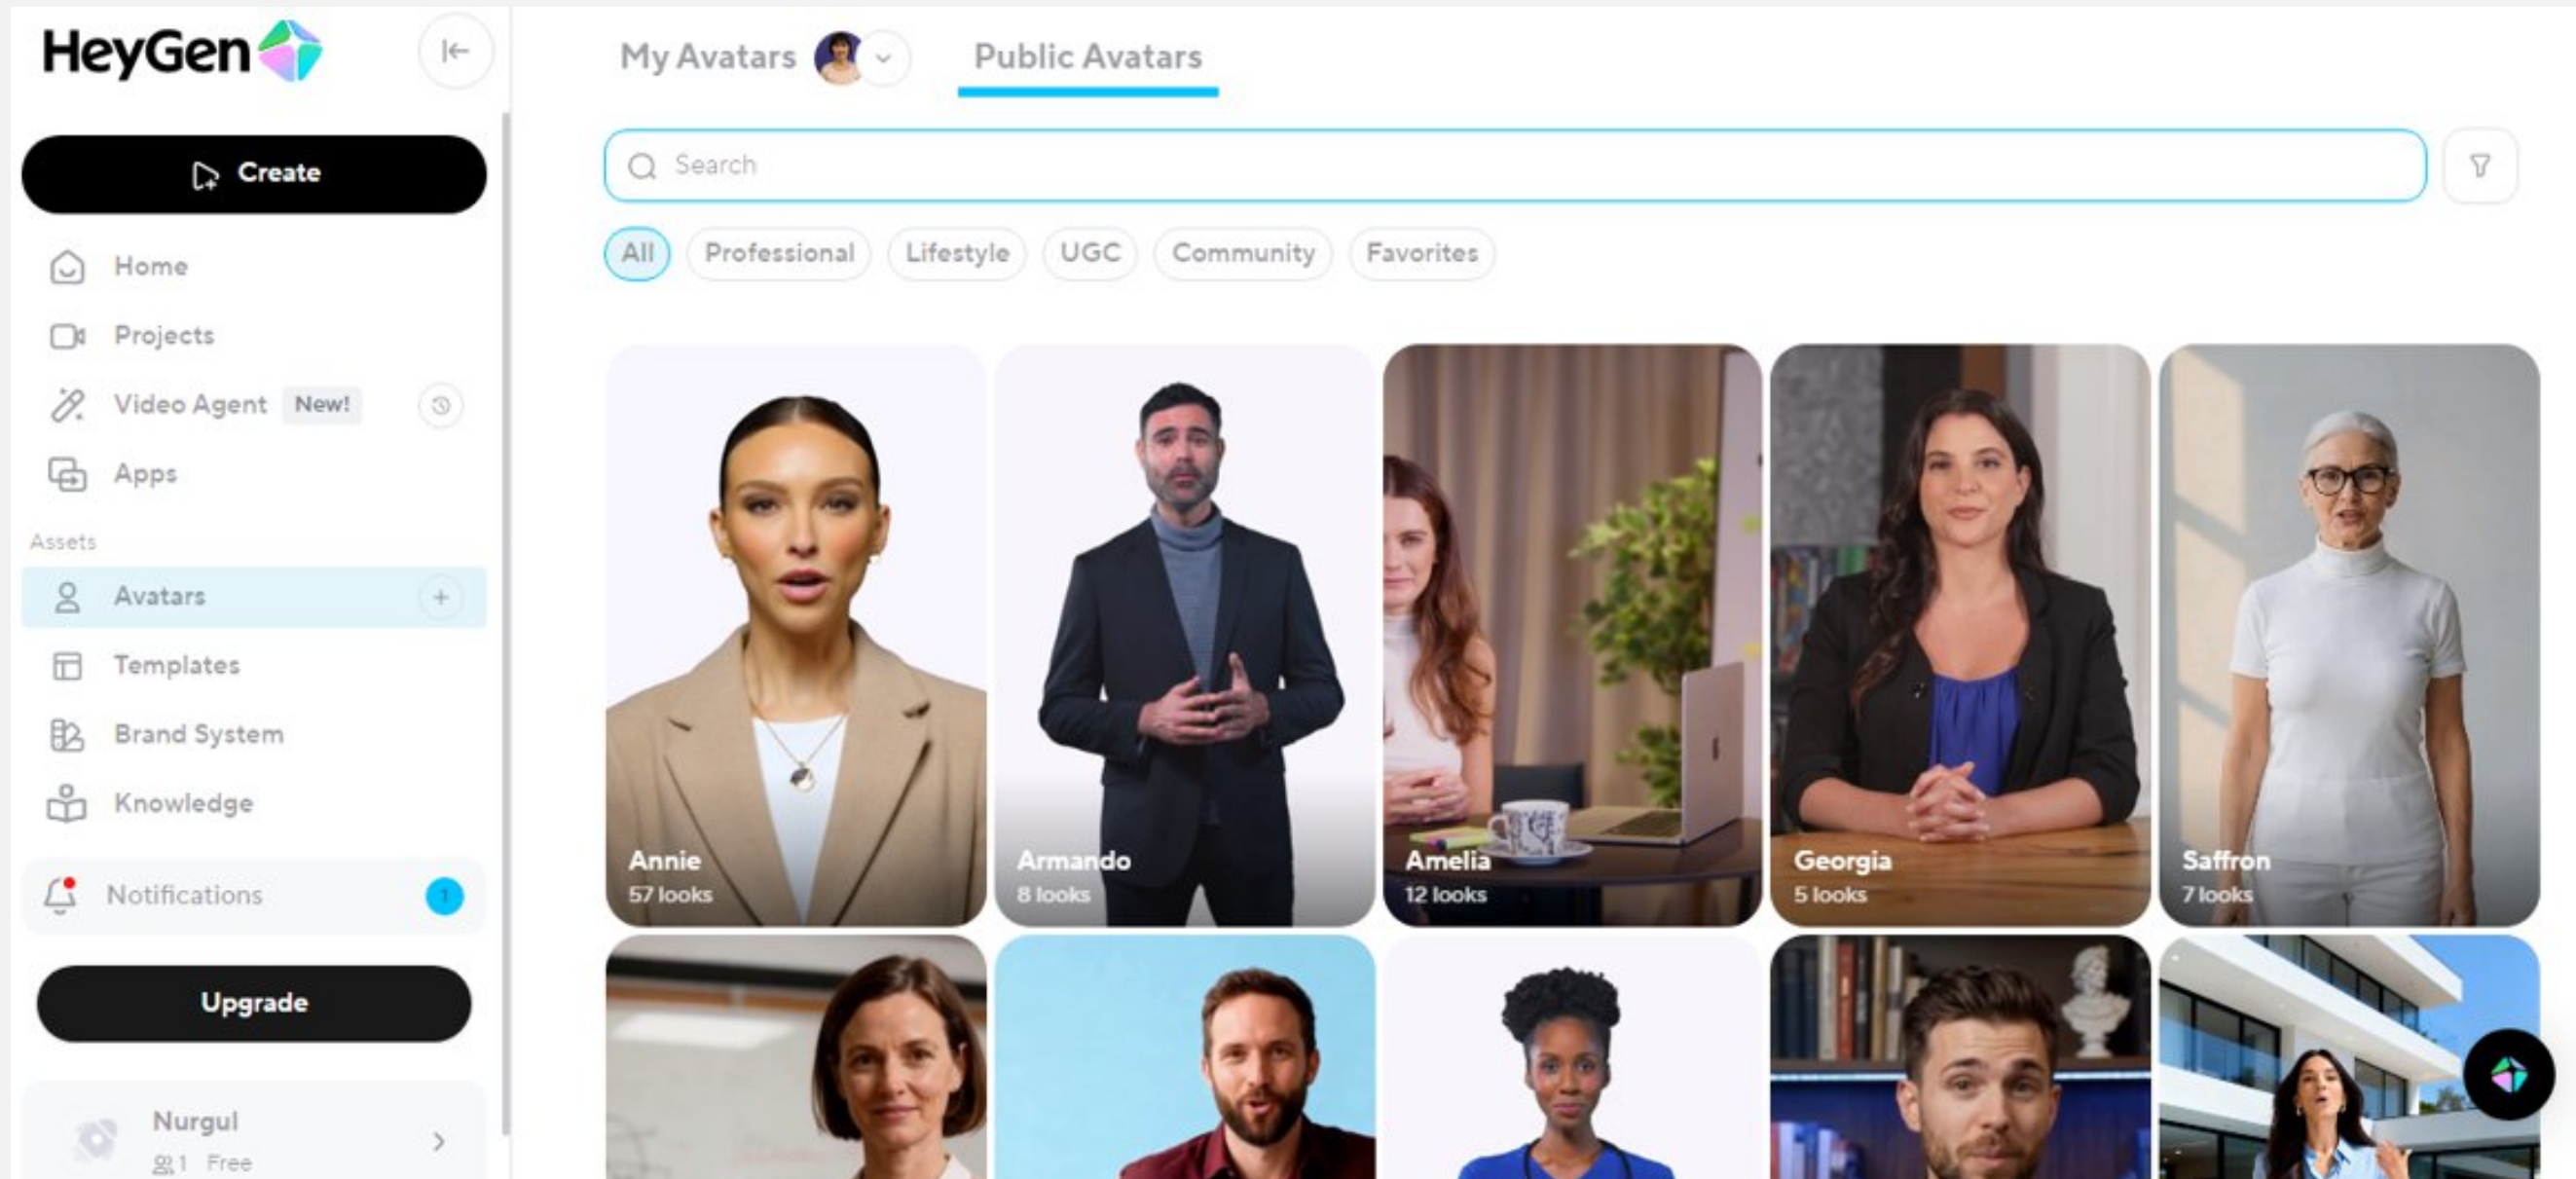 HeyGen
Create
Home
Projects
Video Agent New!
Apps
Assets
Avatars
Templates
Brand System
Knowledge
Notifications 1
Upgrade
Nurgul
1 Free
My Avatars
Public Avatars
Search
All Professional Lifestyle UGC Community Favorites
Annie
57 looks
Armando
8 looks
Amelia
12 looks
Georgia
5 looks
Saffron
7 looks